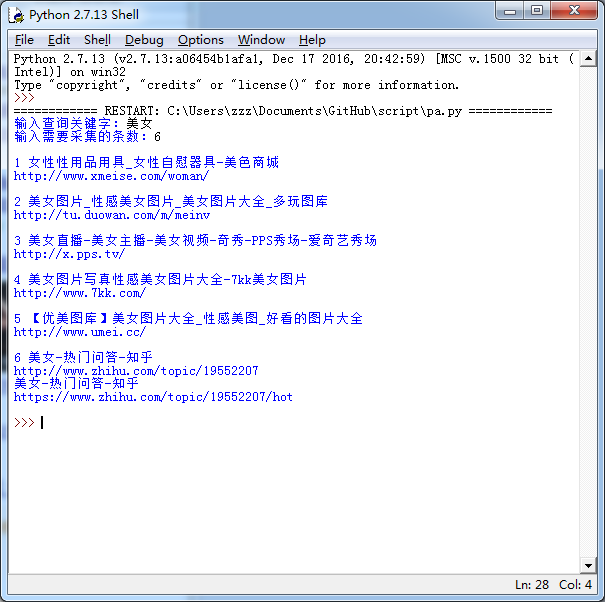 Python 2.7.13 Shell
File Edit Shell Debug Options Window Help
Python 2.7.13 (v2.7.13:a06454b1afa1, Dec 17 2016, 20:42:59) [MSC v.1500 32 bit (
Intel)] on win32
Type "copyright", "credits" or "license()" for more information.
>>>
============ RESTART: C:\Users\zzz\Documents\GitHub\script\pa.py ============
输入查询关键字: 美女
输入需要采集的条数: 6
1 女性性用品用具_女性自慰器具-美色商城
http://www.xmeise.com/woman/
2 美女图片_性感美女图片_美女图片大全_多玩图库
http://tu.duowan.com/m/meinv
3 美女直播-美女主播-美女视频-奇秀-PPS秀场-爱奇艺秀场
http://x.pps.tv/
4 美女图片写真性感美女图片大全-7kk美女图片
http://www.7kk.com/
5 【优美图库】美女图片大全_性感美图_好看的图片大全
http://www.umei.cc/
6 美女-热门问答-知乎
http://www.zhihu.com/topic/19552207
美女-热门问答-知乎
https://www.zhihu.com/topic/19552207/hot
>>>
Ln: 28 Col: 4